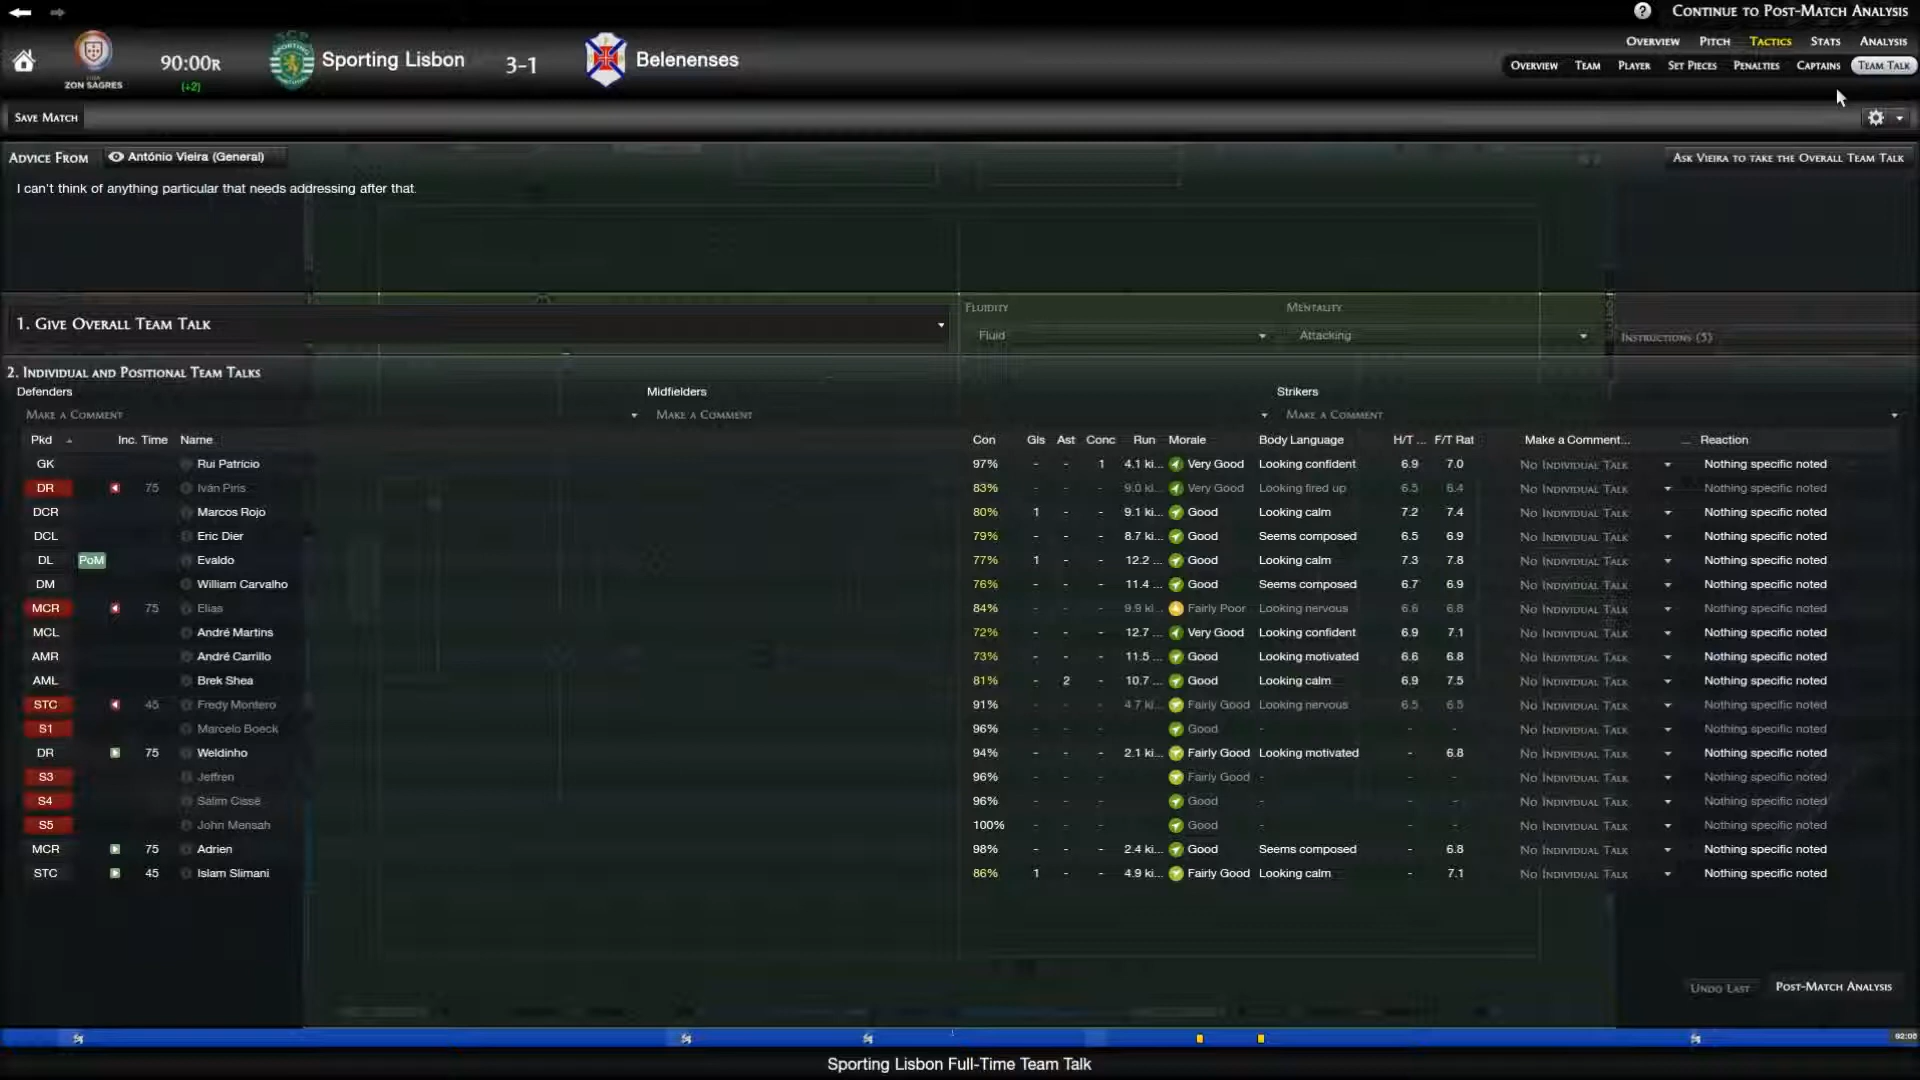 CONTINUE TO POST-MATCH ANALYSIS
OVERVIEW PITCH TACTICS STATS ANALYSIS
ZON SAGRES
90:00R
(+2)
Sporting Lisbon 3-1 Belenenses
OVERVIEW TEAM PLAYER SET PIECES PENALTIES CAPTAINS TEAM TALK
SAVE MATCH
ADVICE FROM António Vieira (General) ASK VIEIRA TO TAKE THE OVERALL TEAM TALK
I can't think of anything particular that needs addressing after that.
FLUIDITY MENTALITY
1. GIVE OVERALL TEAM TALK Fluid Attacking INSTRUCTIONS (5)
2. INDIVIDUAL AND POSITIONAL TEAM TALKS
Defenders Midfielders Strikers
MAKE A COMMENT MAKE A COMMENT MAKE A COMMENT
Pkd Inc. Time Name Con Gls Ast Conc Run Morale Body Language H/T ... F/T Rat Make a Comment... ... Reaction
GK Rui Patrício 97% - - 1 4.1 ki... Very Good Looking confident 6.9 7.0 NO INDIVIDUAL TALK Nothing specific noted
DR 75 Iván Piris 83% - - - 9.0 ki... Very Good Looking fired up 6.5 6.4 NO INDIVIDUAL TALK Nothing specific noted
DCR Marcos Rojo 80% 1 - - 9.1 ki... Good Looking calm 7.2 7.4 NO INDIVIDUAL TALK Nothing specific noted
DCL Eric Dier 79% - - - 8.7 ki... Good Seems composed 6.5 6.9 NO INDIVIDUAL TALK Nothing specific noted
DL PoM Evaldo 77% 1 - - 12.2 ... Good Looking calm 7.3 7.8 NO INDIVIDUAL TALK Nothing specific noted
DM William Carvalho 76% - - - 11.4 ... Good Seems composed 6.7 6.9 NO INDIVIDUAL TALK Nothing specific noted
MCR 75 Elias 84% - - - 9.9 ki... Fairly Poor Looking nervous 6.6 6.8 NO INDIVIDUAL TALK Nothing specific noted
MCL André Martins 72% - - - 12.7 ... Very Good Looking confident 6.9 7.1 NO INDIVIDUAL TALK Nothing specific noted
AMR André Carrillo 73% - - - 11.5 ... Good Looking motivated 6.6 6.8 NO INDIVIDUAL TALK Nothing specific noted
AML Brek Shea 81% - 2 - 10.7 ... Good Looking calm 6.9 7.5 NO INDIVIDUAL TALK Nothing specific noted
STC 45 Fredy Montero 91% - - - 4.7 ki... Fairly Good Looking nervous 6.5 6.5 NO INDIVIDUAL TALK Nothing specific noted
S1 Marcelo Boeck 96% - - - Good - - - NO INDIVIDUAL TALK Nothing specific noted
DR 75 Weldinho 94% - - - 2.1 ki... Fairly Good Looking motivated - 6.8 NO INDIVIDUAL TALK Nothing specific noted
S3 Jeffren 96% - - - Fairly Good - - - NO INDIVIDUAL TALK Nothing specific noted
S4 Salim Cissé 96% - - - Good - - - NO INDIVIDUAL TALK Nothing specific noted
S5 John Mensah 100% - - - Good - - - NO INDIVIDUAL TALK Nothing specific noted
MCR 75 Adrien 98% - - - 2.4 ki... Good Seems composed - 6.8 NO INDIVIDUAL TALK Nothing specific noted
STC 45 Islam Slimani 86% 1 - - 4.9 ki... Fairly Good Looking calm - 7.1 NO INDIVIDUAL TALK Nothing specific noted
UNDO LAST POST-MATCH ANALYSIS
Sporting Lisbon Full-Time Team Talk